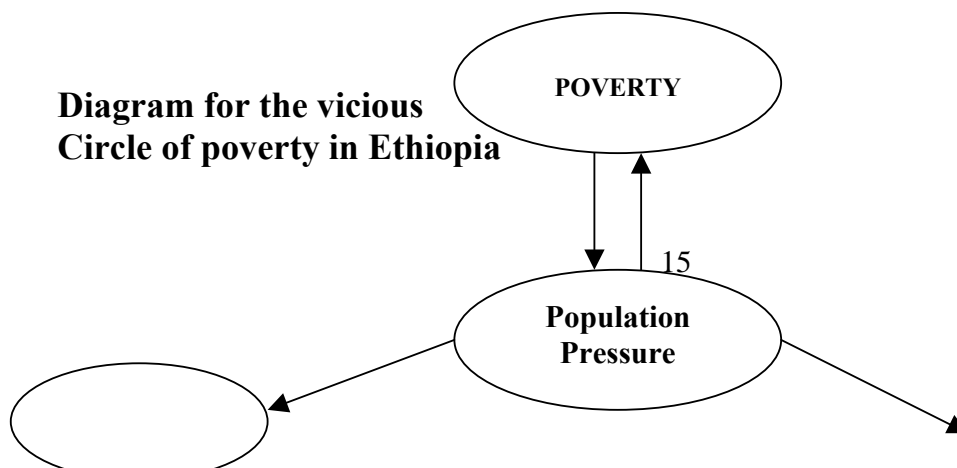 POVERTY
Diagram for the vicious
Circle of poverty in Ethiopia
15
Population
Pressure